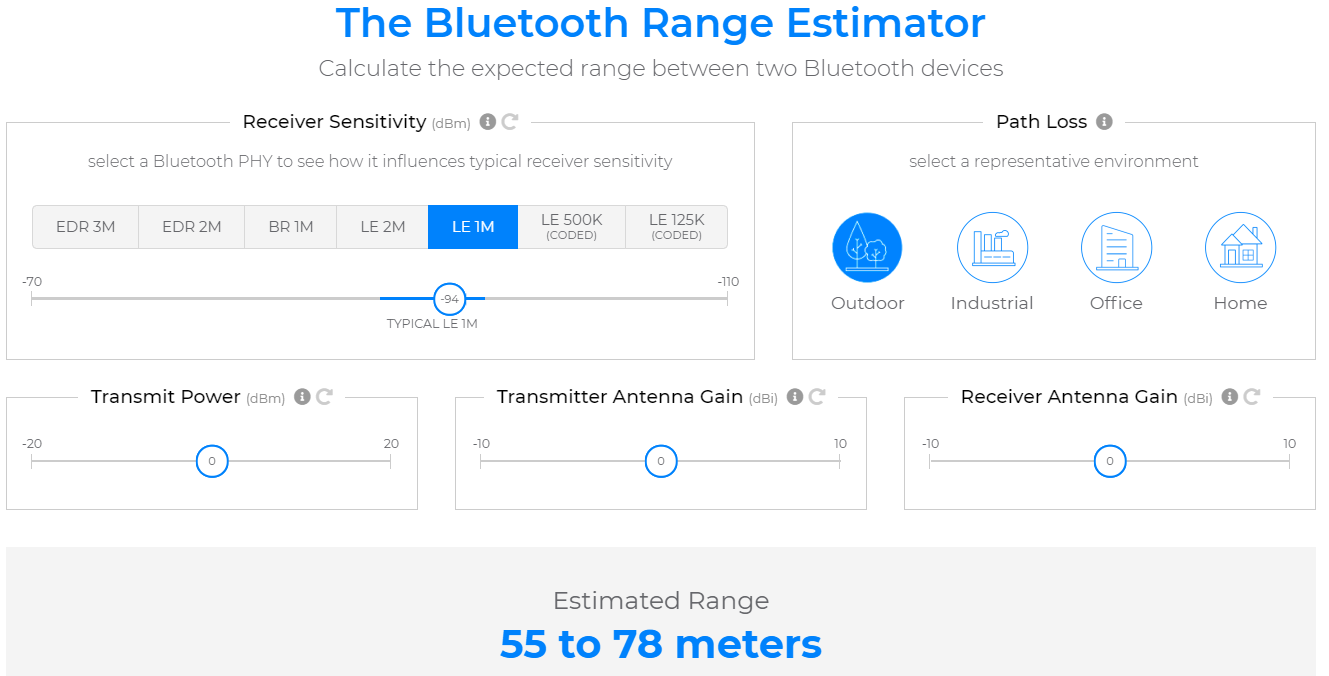 The Bluetooth Range Estimator
Calculate the expected range between two Bluetooth devices
Receiver Sensitivity (dBm)
select a Bluetooth PHY to see how it influences typical receiver sensitivity
EDR 3M EDR 2M BR 1M LE 2M LE 1M LE 500K (CODED) LE 125K (CODED)
-70 -110
-94
TYPICAL LE 1M
Path Loss
select a representative environment
Outdoor Industrial Office Home
Transmit Power (dBm)
-20 20
0
Transmitter Antenna Gain (dBi)
-10 10
0
Receiver Antenna Gain (dBi)
-10 10
0
Estimated Range
55 to 78 meters